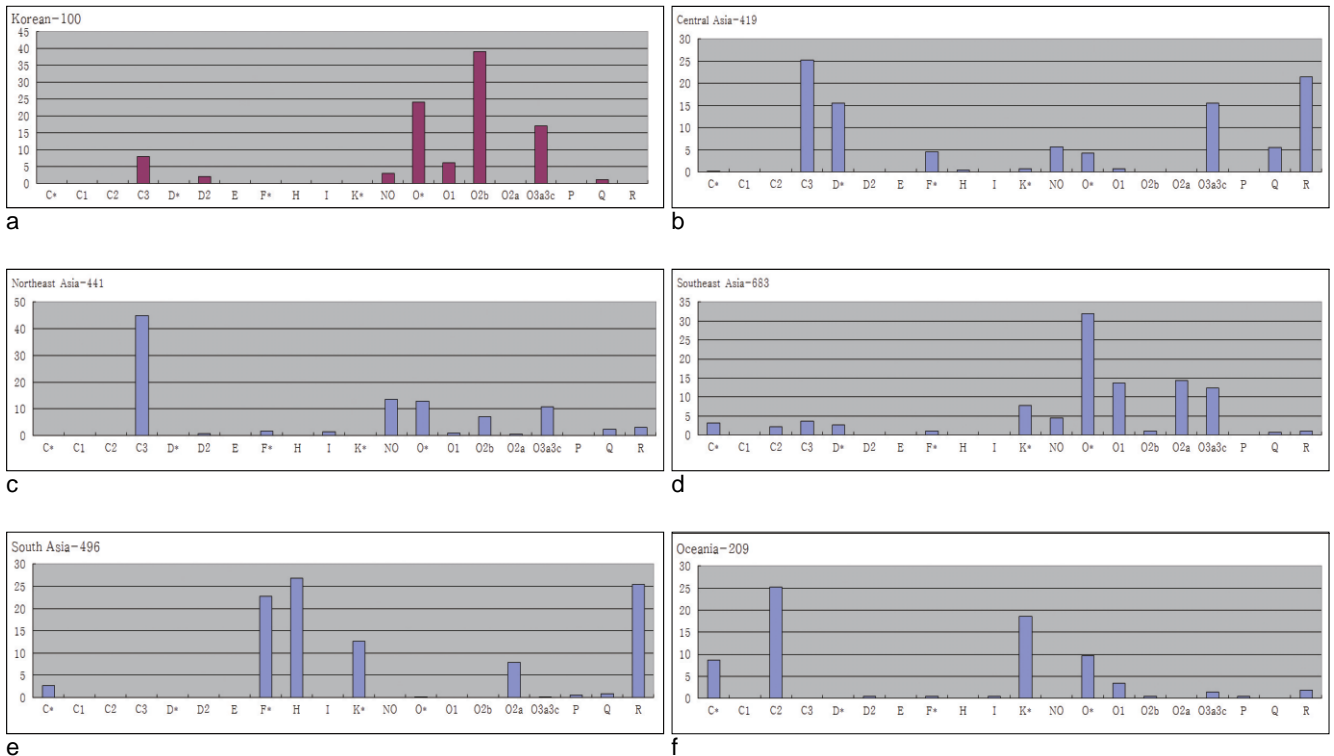 Korean-100
45
40
35
30
25
20
15
10
5
0
C* C1 C2 C3 D* D2 E F* H I K* NO O* O1 O2b O2a O3a3c P Q R
a
Central Asia-419
30
25
20
15
10
5
0
C* C1 C2 C3 D* D2 E F* H I K* NO O* O1 O2b O2a O3a3c P Q R
b
Northeast Asia-441
50
40
30
20
10
0
C* C1 C2 C3 D* D2 E F* H I K* NO O* O1 O2b O2a O3a3c P Q R
c
Southeast Asia-683
35
30
25
20
15
10
5
0
C* C1 C2 C3 D* D2 E F* H I K* NO O* O1 O2b O2a O3a3c P Q R
d
South Asia-496
30
25
20
15
10
5
0
C* C1 C2 C3 D* D2 E F* H I K* NO O* O1 O2b O2a O3a3c P Q R
e
Oceania-209
30
25
20
15
10
5
0
C* C1 C2 C3 D* D2 E F* H I K* NO O* O1 O2b O2a O3a3c P Q R
f